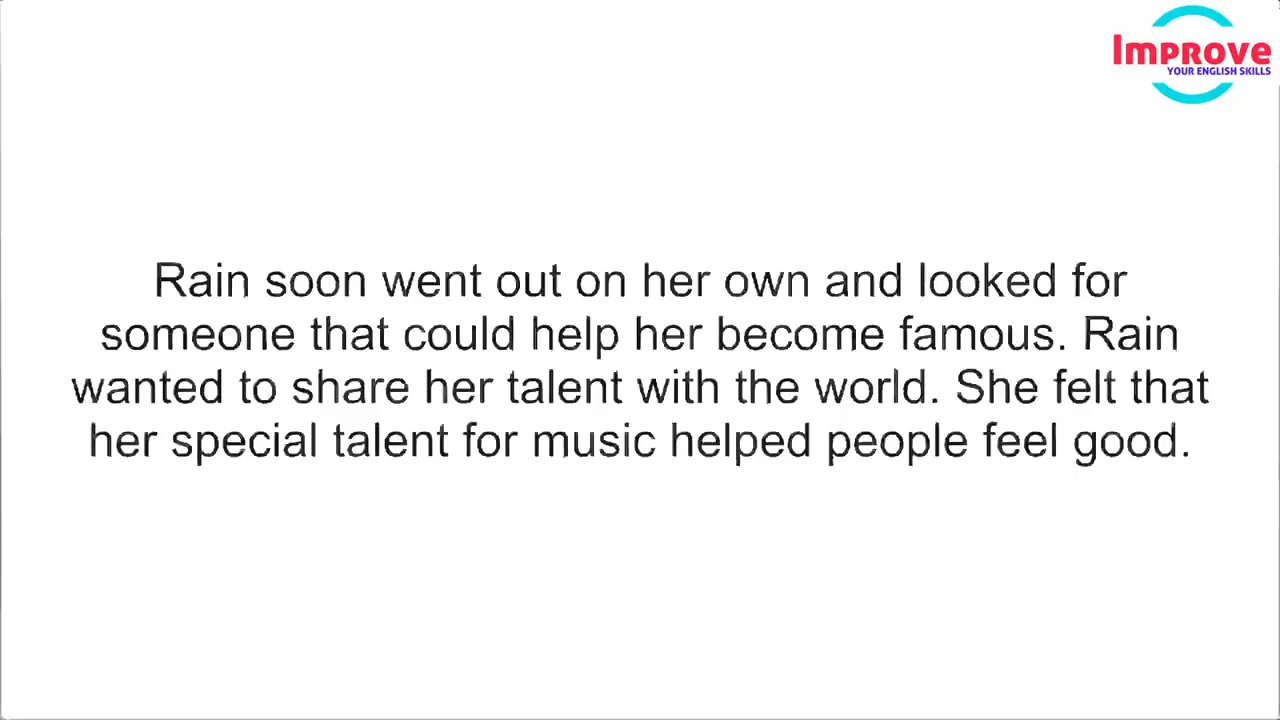 Improve
YOUR ENGLISH SKILLS
Rain soon went out on her own and looked for
someone that could help her become famous. Rain
wanted to share her talent with the world. She felt that
her special talent for music helped people feel good.